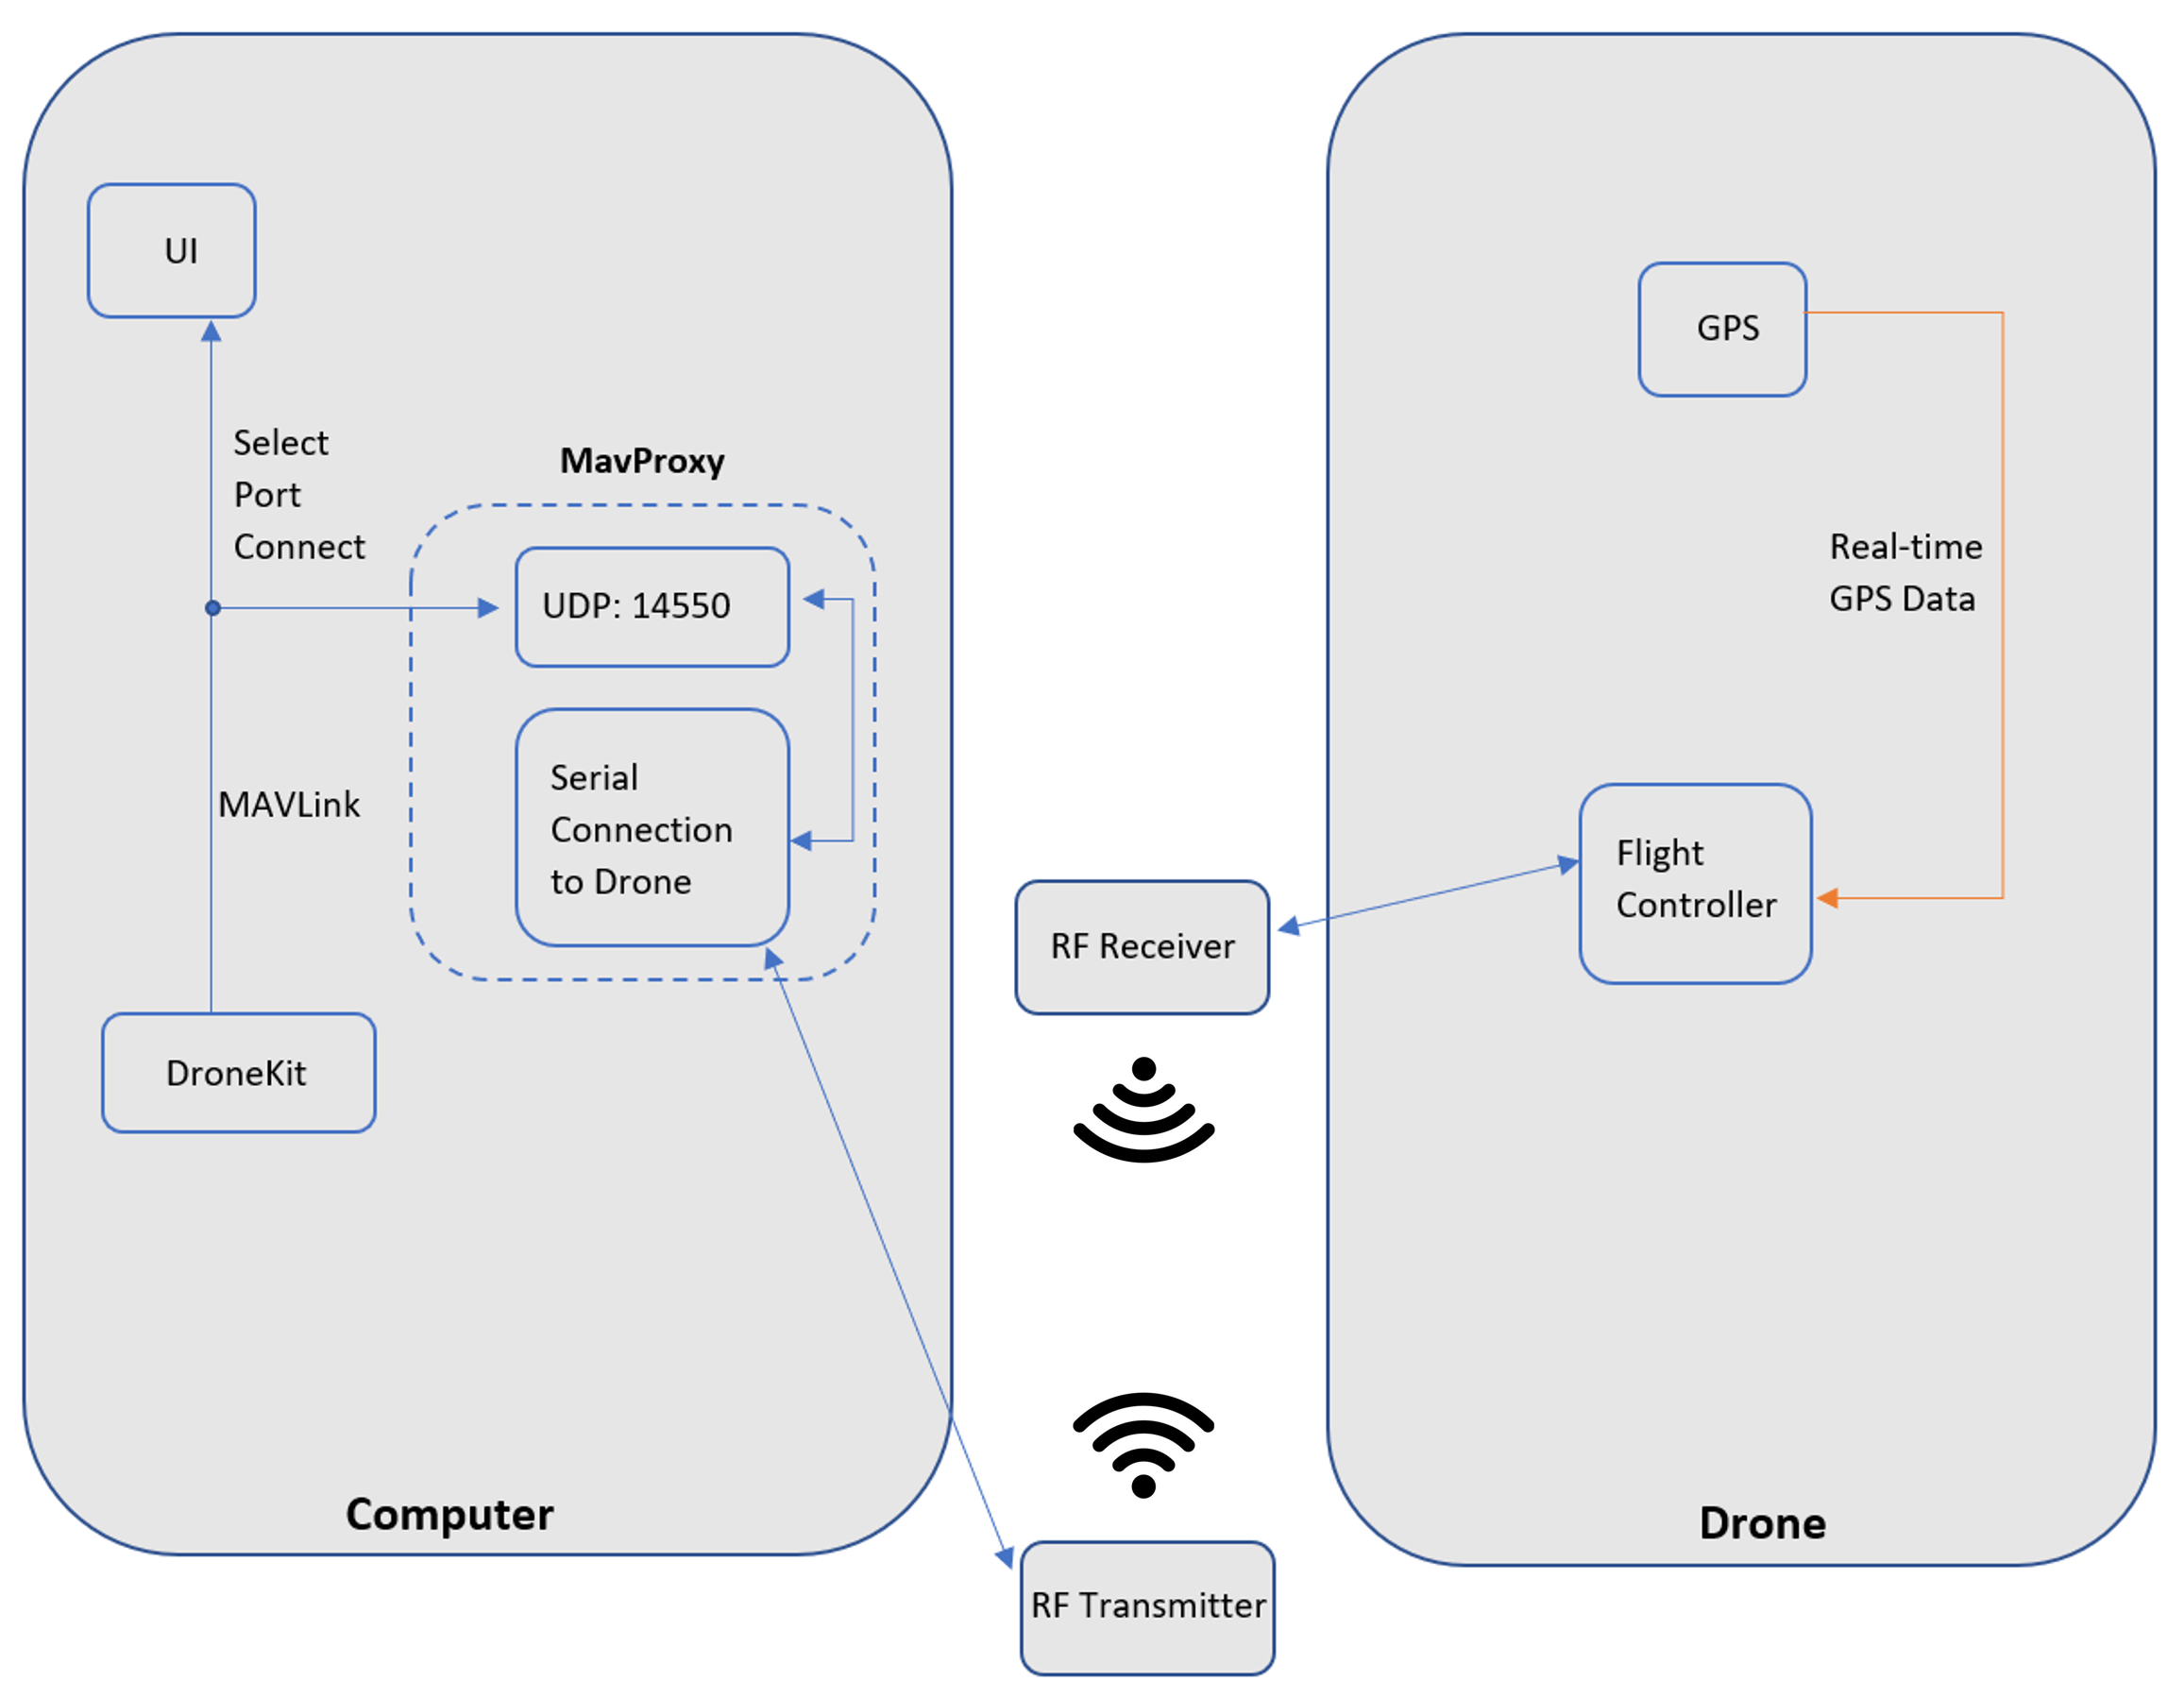 UI
Select
Port
Connect
MavProxy
UDP: 14550
Serial
Connection
to Drone
MAVLink
DroneKit
Computer
RF Receiver
RF Transmitter
GPS
Real-time
GPS Data
Flight
Controller
Drone